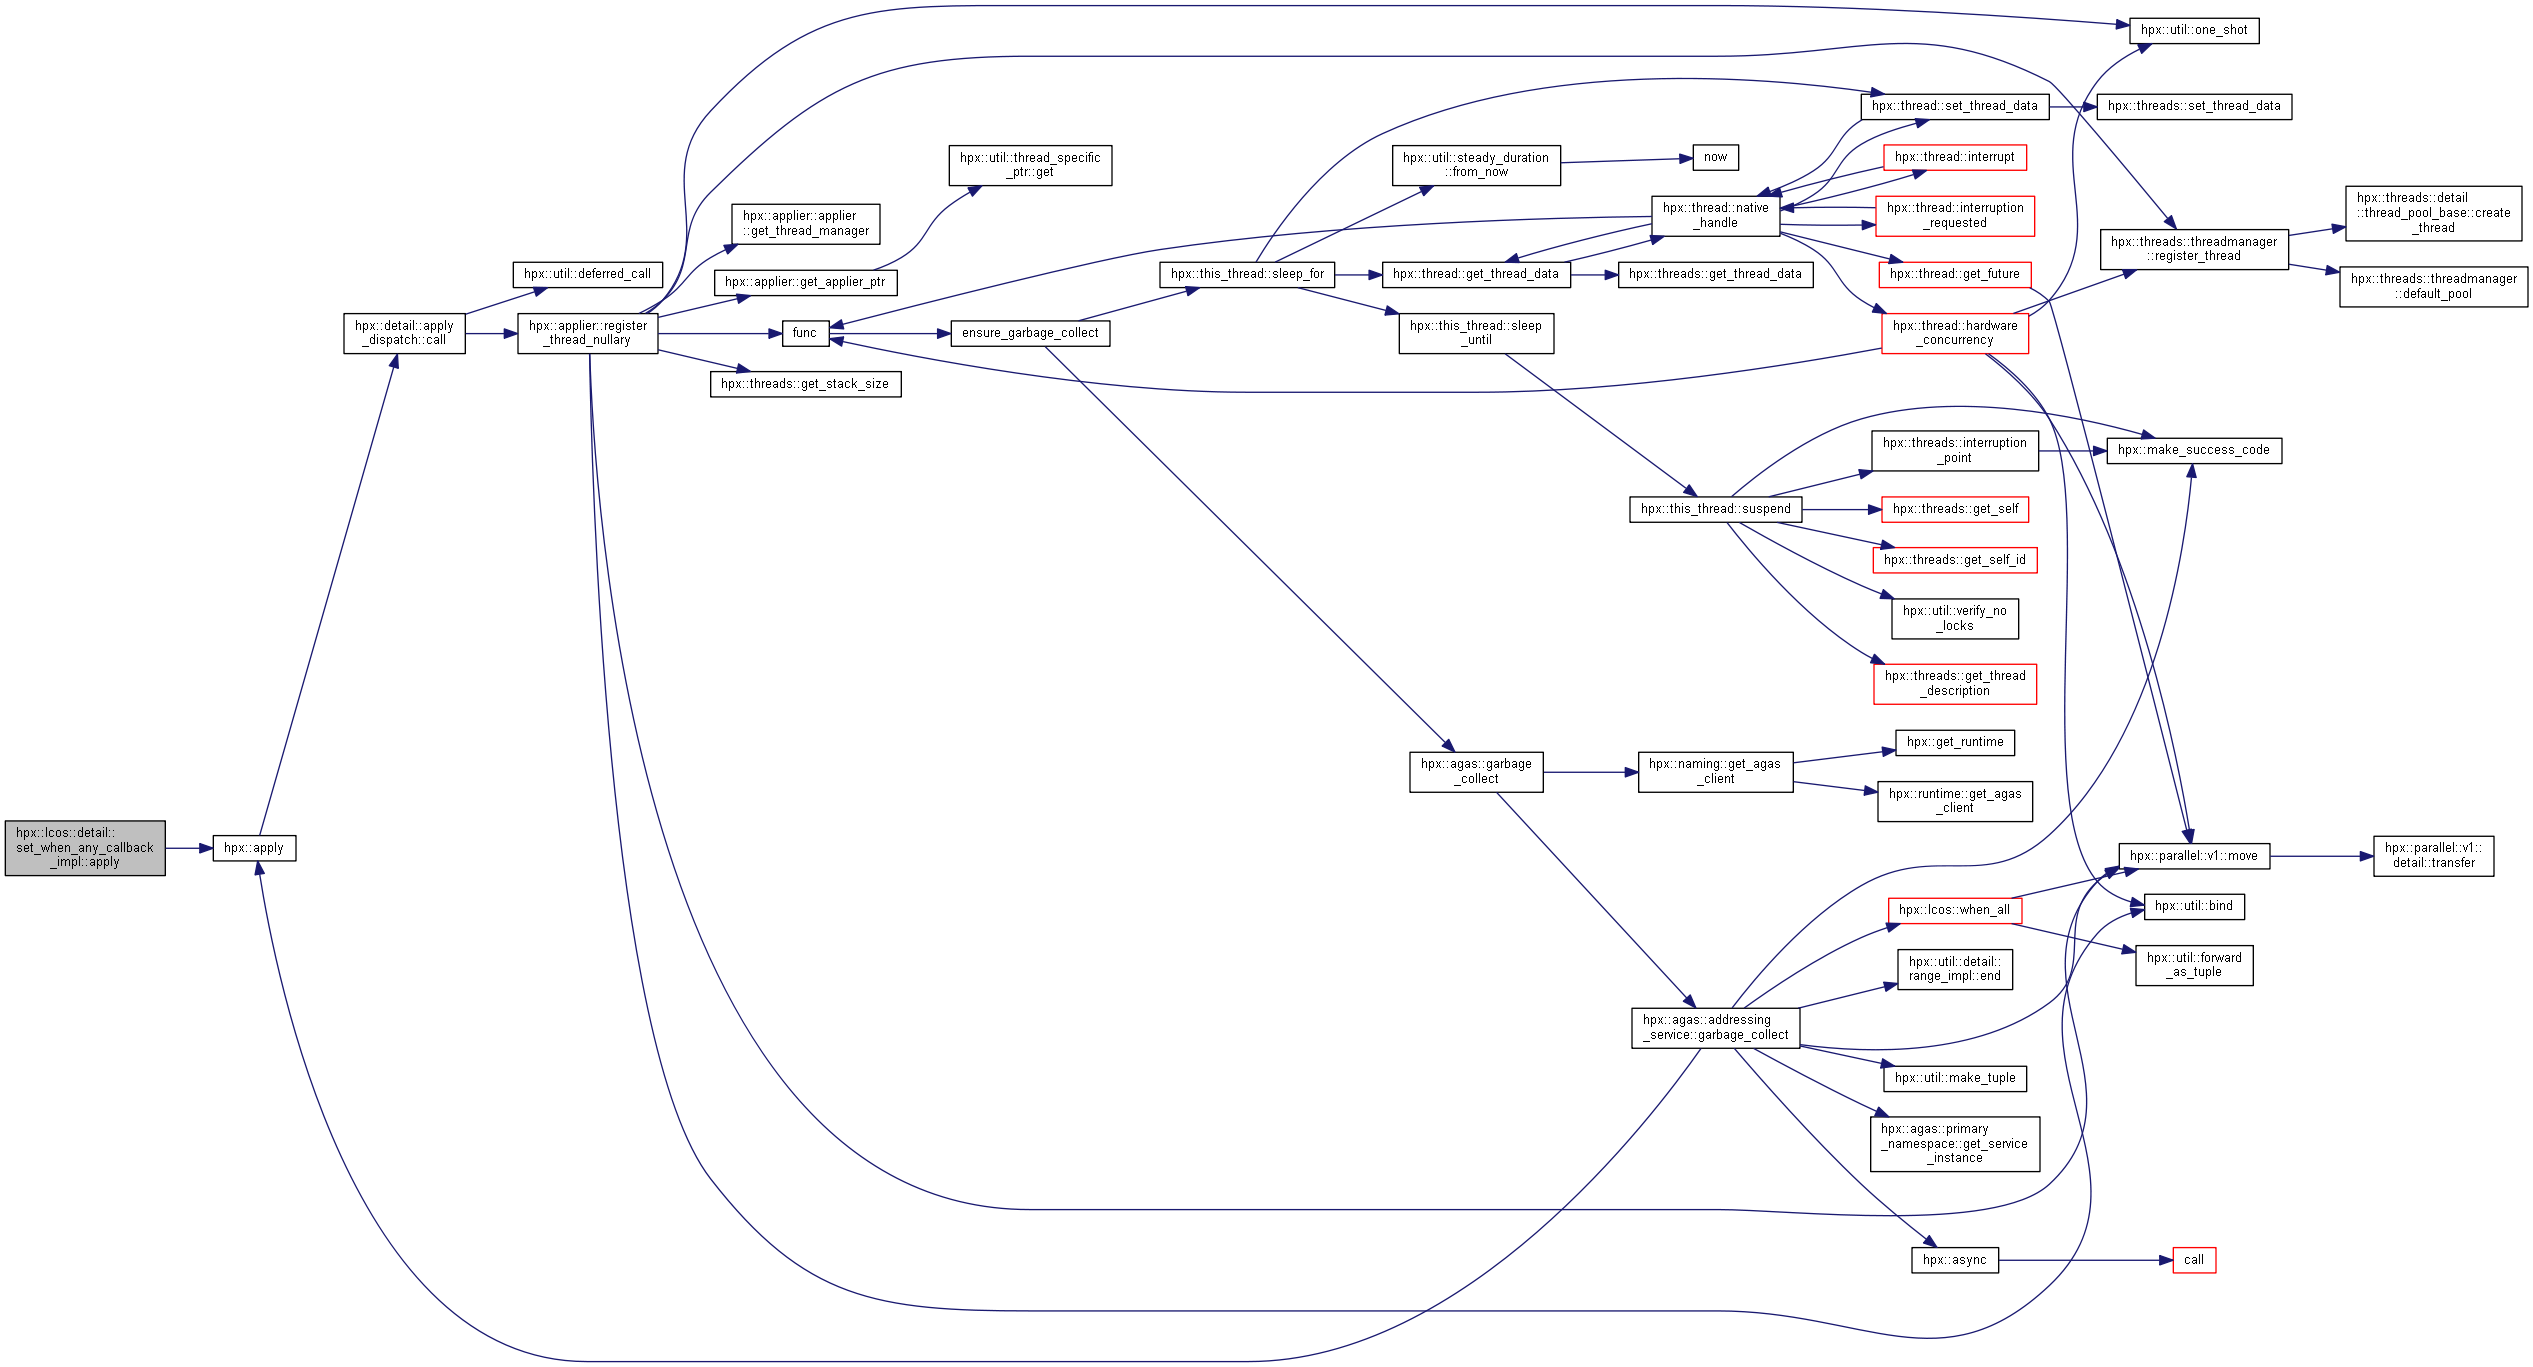 hpx::lcos::detail::
set_when_any_callback
_impl::apply
hpx::apply
hpx::detail::apply
_dispatch::call
hpx::util::deferred_call
hpx::applier::register
_thread_nullary
hpx::applier::applier
::get_thread_manager
hpx::applier::get_applier_ptr
func
hpx::threads::get_stack_size
hpx::util::thread_specific
_ptr::get
ensure_garbage_collect
hpx::this_thread::sleep_for
hpx::util::steady_duration
::from_now
hpx::thread::get_thread_data
hpx::this_thread::sleep
_until
hpx::agas::garbage
_collect
now
hpx::thread::native
_handle
hpx::threads::get_thread_data
hpx::this_thread::suspend
hpx::naming::get_agas
_client
hpx::agas::addressing
_service::garbage_collect
hpx::thread::set_thread_data
hpx::thread::interrupt
hpx::thread::interruption
_requested
hpx::thread::get_future
hpx::thread::hardware
_concurrency
hpx::threads::interruption
_point
hpx::threads::get_self
hpx::threads::get_self_id
hpx::util::verify_no
_locks
hpx::threads::get_thread
_description
hpx::get_runtime
hpx::runtime::get_agas
_client
hpx::lcos::when_all
hpx::util::detail::
range_impl::end
hpx::util::make_tuple
hpx::agas::primary
_namespace::get_service
_instance
hpx::async
hpx::util::one_shot
hpx::threads::set_thread_data
hpx::threads::threadmanager
::register_thread
hpx::make_success_code
hpx::parallel::v1::move
hpx::util::bind
hpx::util::forward
_as_tuple
call
hpx::threads::detail
::thread_pool_base::create
_thread
hpx::threads::threadmanager
::default_pool
hpx::parallel::v1::
detail::transfer